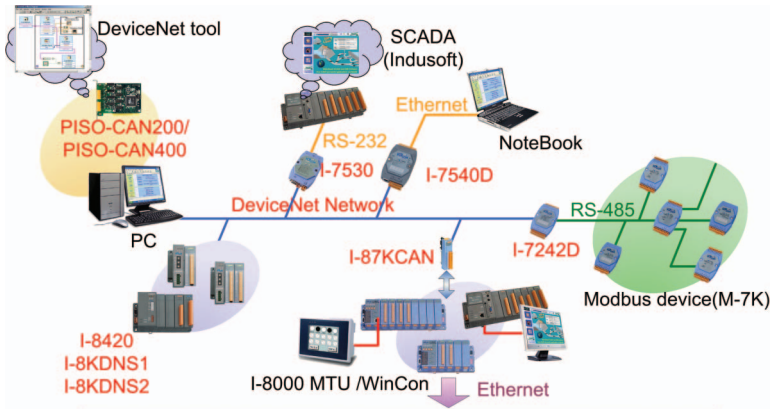 DeviceNet tool
SCADA
(Indusoft)
PISO-CAN200/
PISO-CAN400
Ethernet
RS-232
NoteBook
I-7530
I-7540D
DeviceNet Network
PC
RS-485
I-7242D
I-87KCAN
Modbus device(M-7K)
I-8420
I-8KDNS1
I-8KDNS2
I-8000 MTU /WinCon
Ethernet